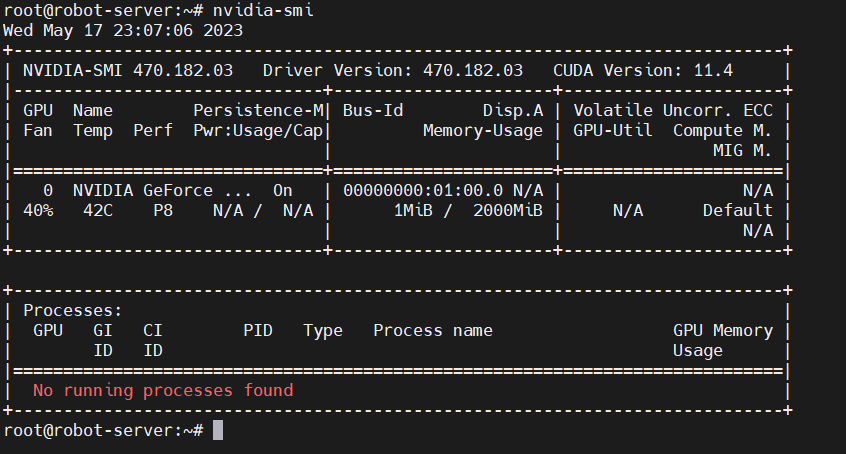 root@robot-server:~# nvidia-smi
Wed May 17 23:07:06 2023
+-----------------------------------------------------------------------------+
| NVIDIA-SMI 470.182.03   Driver Version: 470.182.03   CUDA Version: 11.4     |
|-------------------------------+----------------------+----------------------+
| GPU  Name        Persistence-M| Bus-Id        Disp.A | Volatile Uncorr. ECC |
| Fan  Temp  Perf  Pwr:Usage/Cap|         Memory-Usage | GPU-Util  Compute M. |
|                               |                      |               MIG M. |
|===============================+======================+======================|
|   0  NVIDIA GeForce ...  On   | 00000000:01:00.0 N/A |                  N/A |
| 40%   42C    P8    N/A /  N/A |      1MiB /  2000MiB |     N/A      Default |
|                               |                      |                  N/A |
+-------------------------------+----------------------+----------------------+

+-----------------------------------------------------------------------------+
| Processes:                                                                  |
|  GPU   GI   CI        PID   Type   Process name                  GPU Memory |
|        ID   ID                                                   Usage      |
|=============================================================================|
|  No running processes found                                                 |
+-----------------------------------------------------------------------------+
root@robot-server:~#